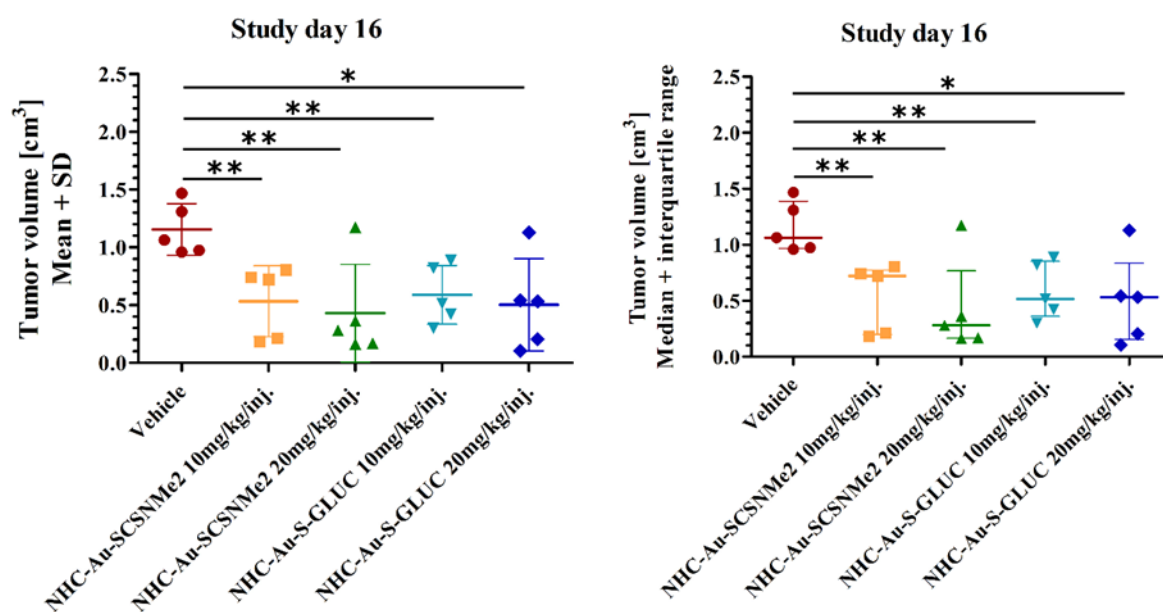 Study day 16
Tumor volume [cm³]
Mean + SD
2.5
2.0
1.5
1.0
0.5
0.0
*
**
**
**
Vehicle
NHC-Au-SCSNMe2 10mg/kg/inj.
NHC-Au-SCSNMe2 20mg/kg/inj.
NHC-Au-S-GLUC 10mg/kg/inj.
NHC-Au-S-GLUC 20mg/kg/inj.
Study day 16
Tumor volume [cm³]
Median + interquartile range
2.5
2.0
1.5
1.0
0.5
0.0
*
**
**
**
Vehicle
NHC-Au-SCSNMe2 10mg/kg/inj.
NHC-Au-SCSNMe2 20mg/kg/inj.
NHC-Au-S-GLUC 10mg/kg/inj.
NHC-Au-S-GLUC 20mg/kg/inj.